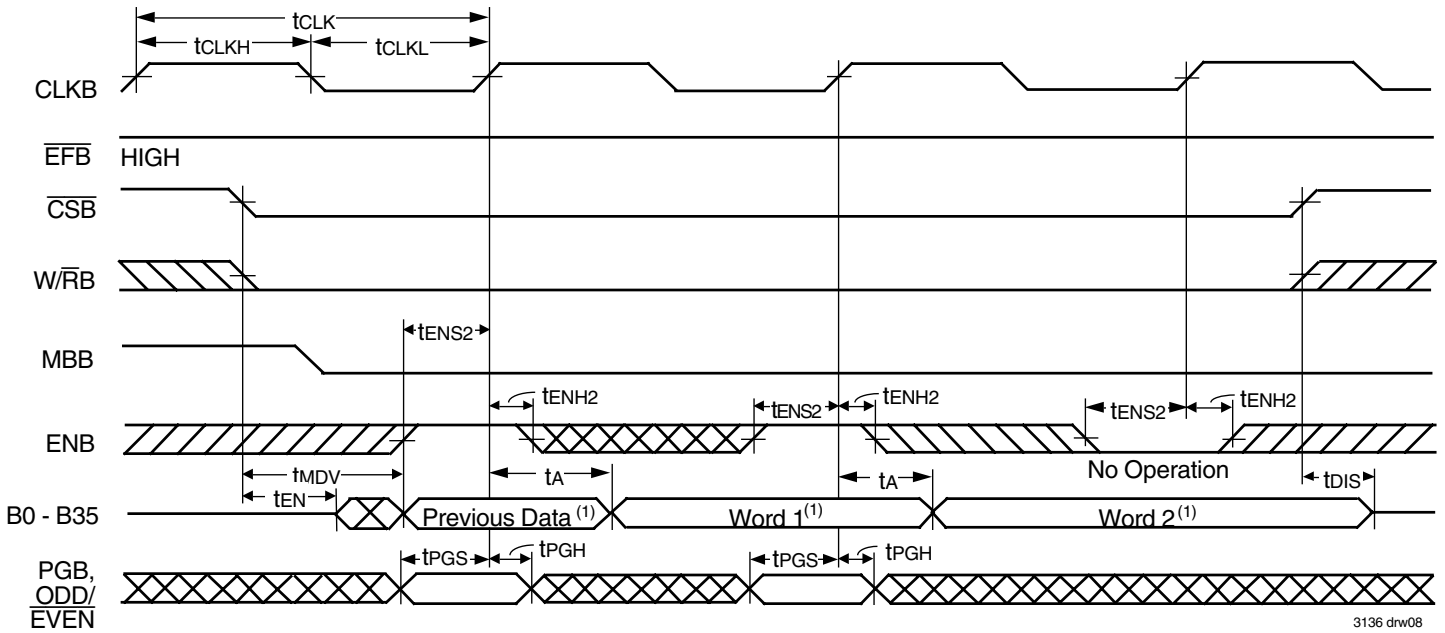 tCLK
tCLKH
tCLKL
CLKB
EFB
HIGH
CSB
W/RB
tENS2
MBB
tENH2
tENS2
tENH2
tENS2
tENH2
ENB
No Operation
tMDV
tA
tA
tDIS
tEN
B0 - B35
Previous Data (1)
Word 1(1)
Word 2(1)
tPGS
tPGH
tPGS
tPGH
PGB,
ODD/
EVEN
3136 drw08